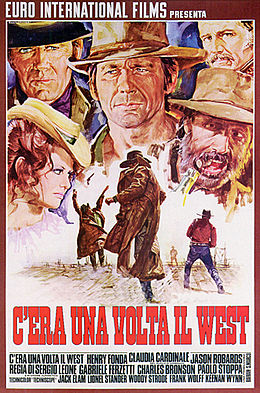 EURO INTERNATIONAL FILMS PRESENTA
C'ERA UNA VOLTA IL WEST
C'ERA UNA VOLTA IL WEST HENRY FONDA CLAUDIA CARDINALE JASON ROBARDS
REGIA DI SERGIO LEONE GABRIELE FERZETTI CHARLES BRONSON PAOLO STOPPA
TECHNICOLOR TECHNISCOPE JACK ELAM LIONEL STANDER WOODY STRODE FRANK WOLFF KEENAN WYNN